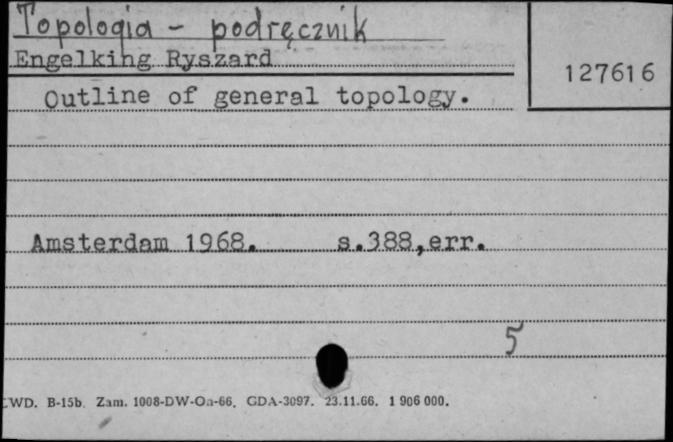 Topologia - podręcznik
Engelking Ryszard
127616
Outline of general topology.
Amsterdam 1968. s.388,err.
5
WD. B-15b. Zam. 1008-DW-Oa-66. GDA-3097. 23.11.66. 1 906 000.